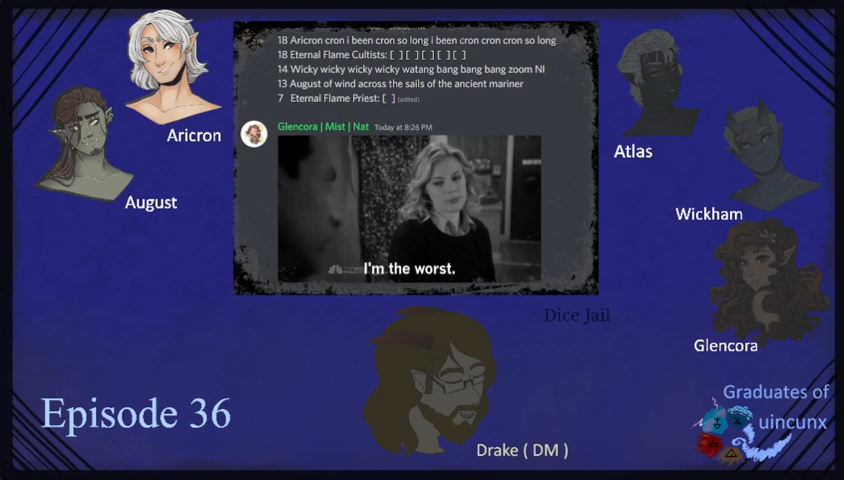 18 Aricron cron i been cron so long i been cron cron cron so long
18 Eternal Flame Cultists: [ ] [ ] [ ] [ ] [ ]
14 Wicky wicky wicky wicky watang bang bang bang zoom NI
13 August of wind across the sails of the ancient mariner
7 Eternal Flame Priest: [ ] (edited)
Glencora | Mist | Nat Today at 8:26 PM
I'm the worst.
Aricron
August
Atlas
Wickham
Glencora
Dice Jail
Episode 36
Drake ( DM )
Graduates of
uincunx